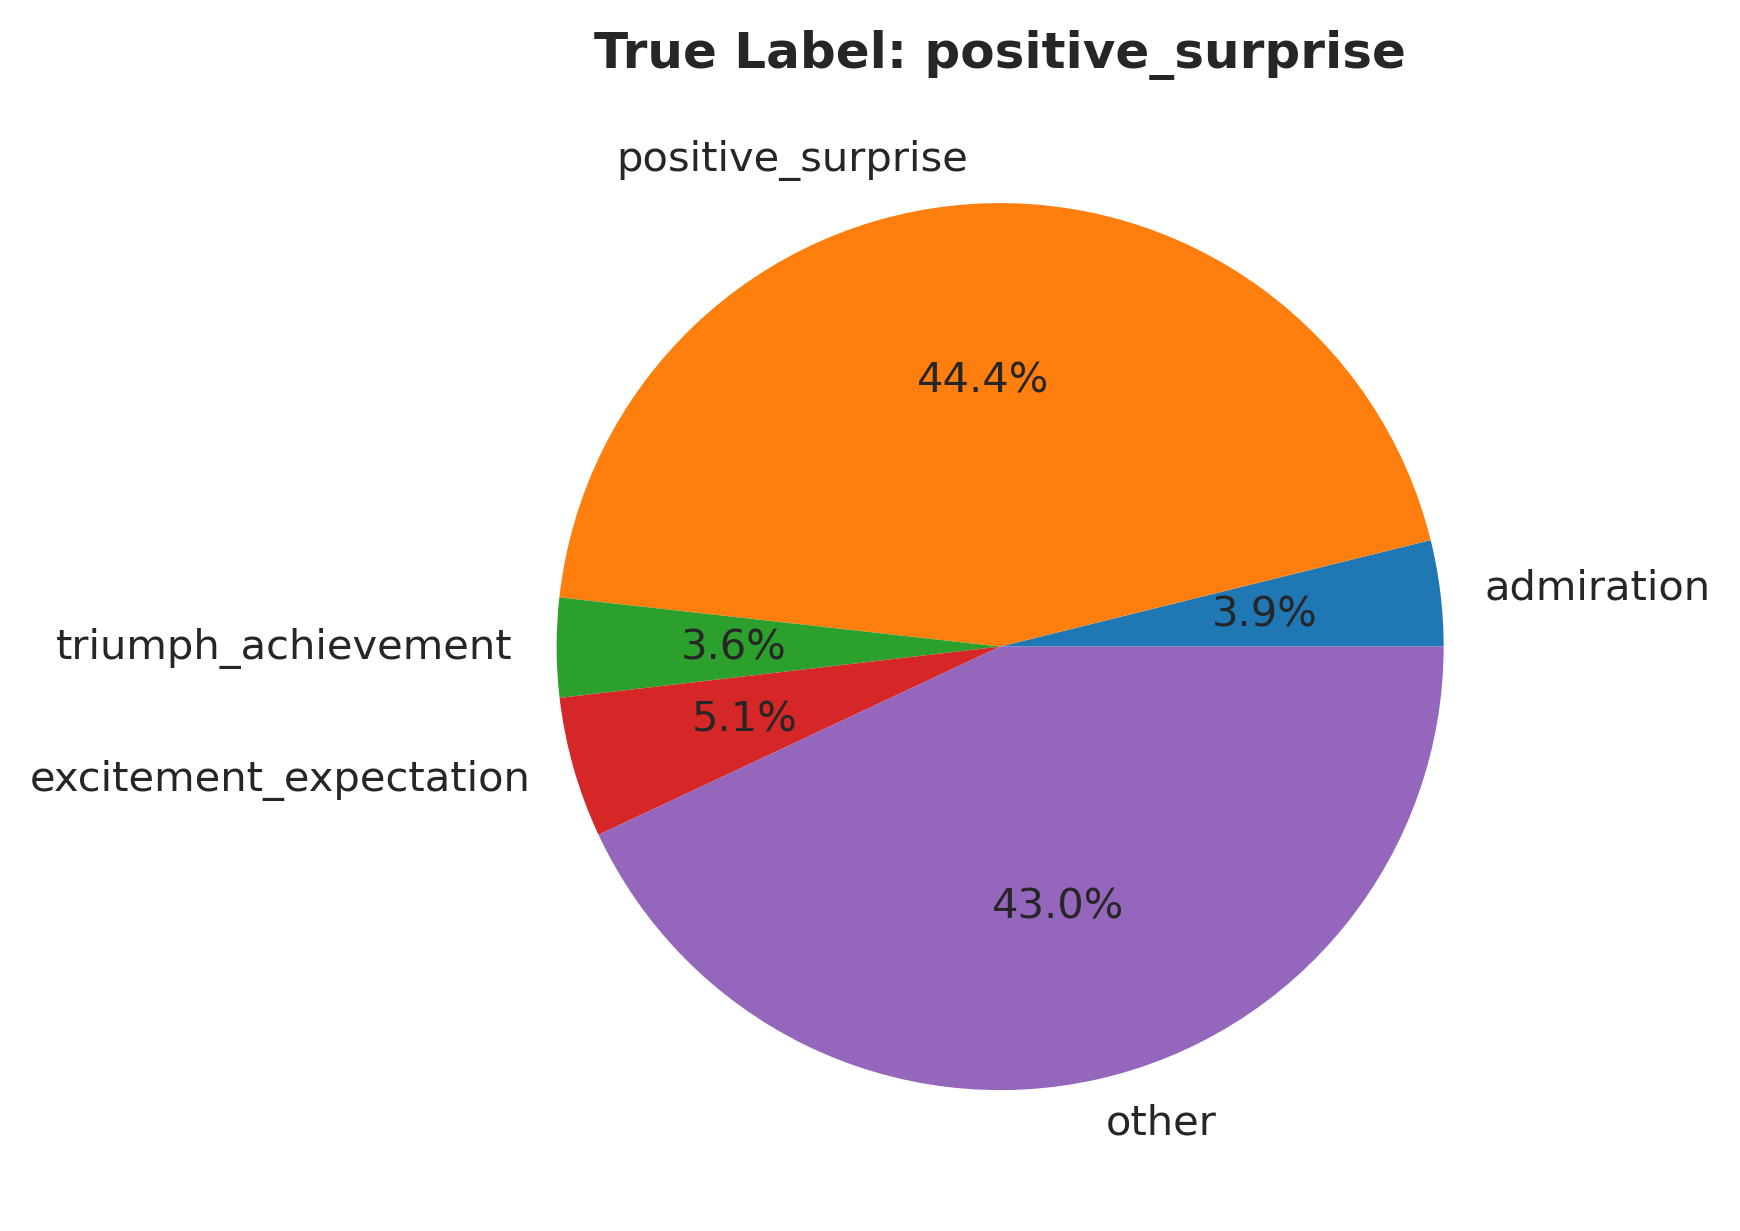 True Label: positive_surprise
positive_surprise
44.4%
admiration
3.9%
triumph_achievement
3.6%
5.1%
excitement_expectation
43.0%
other